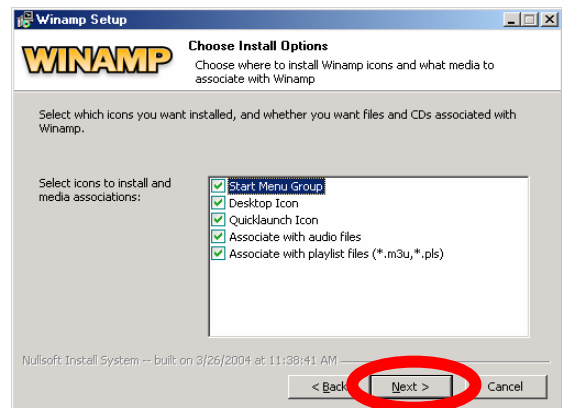 Winamp Setup
WINAMP
Choose Install Options
Choose where to install Winamp icons and what media to
associate with Winamp
Select which icons you want installed, and whether you want files and CDs associated with
Winamp.
Select icons to install and
media associations:
Start Menu Group
Desktop Icon
Quicklaunch Icon
Associate with audio files
Associate with playlist files (*.m3u,*.pls)
Nullsoft Install System -- built on 3/26/2004 at 11:38:41 AM
< Back
Next >
Cancel